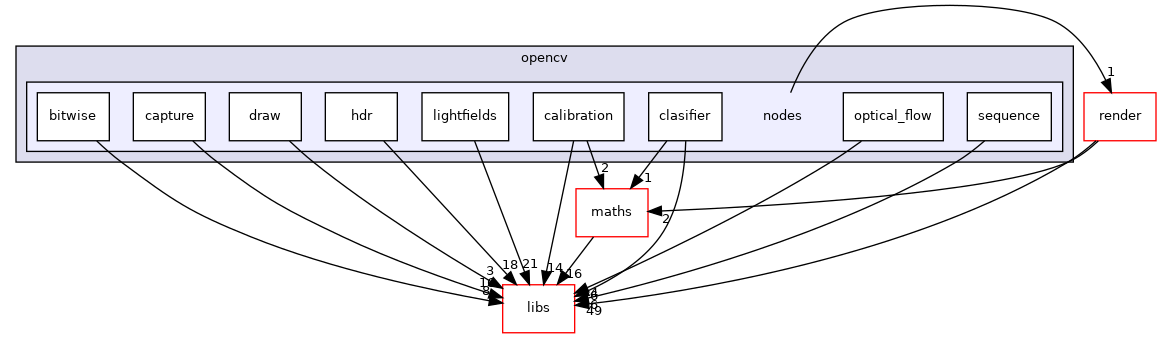 opencv
1
bitwise
capture
draw
hdr
lightfields
calibration
clasifier
nodes
optical_flow
sequence
render
2
1
maths
2
18
21
14
16
3
8
49
libs